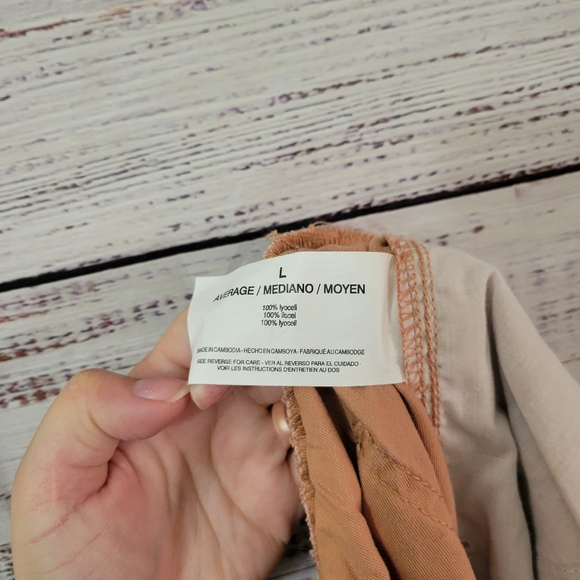 L
AVERAGE / MEDIANO / MOYEN
100% lyocell
100% liocel
100% lyocell
MADE IN CAMBODIA - HECHO EN CAMBOYA - FABRIQUÉ AU CAMBODGE
SEE REVERSE FOR CARE - VER AL REVERSO PARA EL CUIDADO -
VOIR LES INSTRUCTIONS D'ENTRETIEN AU DOS